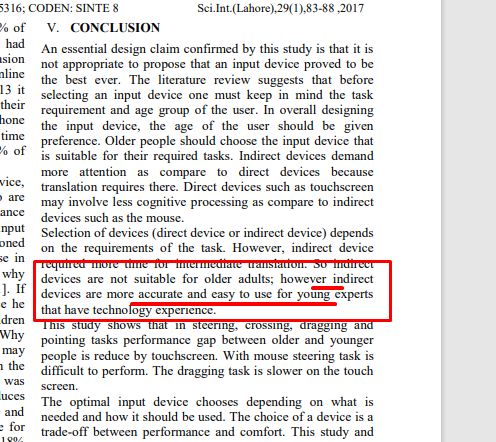 5316; CODEN: SINTE 8
Sci.Int.(Lahore),29(1),83-88 ,2017
% of
had
nline
13 it
their
hone
time
% of
vice,
o are
ance
nput
oned
se in
why
]. If
e he
dren
Why
may
n the
was
luces
and
e for
18%
V. CONCLUSION
An essential design claim confirmed by this study is that it is
not appropriate to propose that an input device proved to be
the best ever. The literature review suggests that before
selecting an input device one must keep in mind the task
requirement and age group of the user. In overall designing
the input device, the age of the user should be given
preference. Older people should choose the input device that
is suitable for their required tasks. Indirect devices demand
more attention as compare to direct devices because
translation requires there. Direct devices such as touchscreen
may involve less cognitive processing as compare to indirect
devices such as the mouse.
Selection of devices (direct device or indirect device) depends
on the requirements of the task. However, indirect device
required more time for intermediate translation. So indirect
devices are not suitable for older adults; however indirect
devices are more accurate and easy to use for young experts
that have technology experience.
This study shows that in steering, crossing, dragging and
pointing tasks performance gap between older and younger
people is reduce by touchscreen. With mouse steering task is
difficult to perform. The dragging task is slower on the touch
screen.
The optimal input device chooses depending on what is
needed and how it should be used. The choice of a device is a
trade-off between performance and comfort. This study and